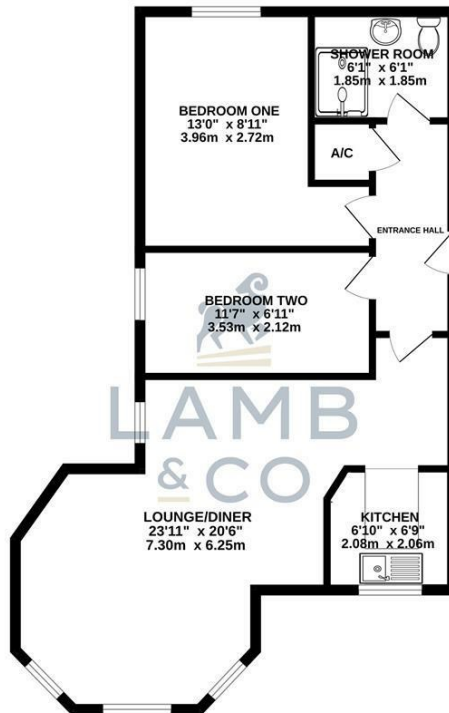 SHOWER ROOM
6'1" x 6'1"
1.85m x 1.85m
BEDROOM ONE
13'0" x 8'11"
3.96m x 2.72m
A/C
ENTRANCE HALL
BEDROOM TWO
11'7" x 6'11"
3.53m x 2.12m
LAMB
& CO
LOUNGE/DINER
23'11" x 20'6"
7.30m x 6.25m
KITCHEN
6'10" x 6'9"
2.08m x 2.06m